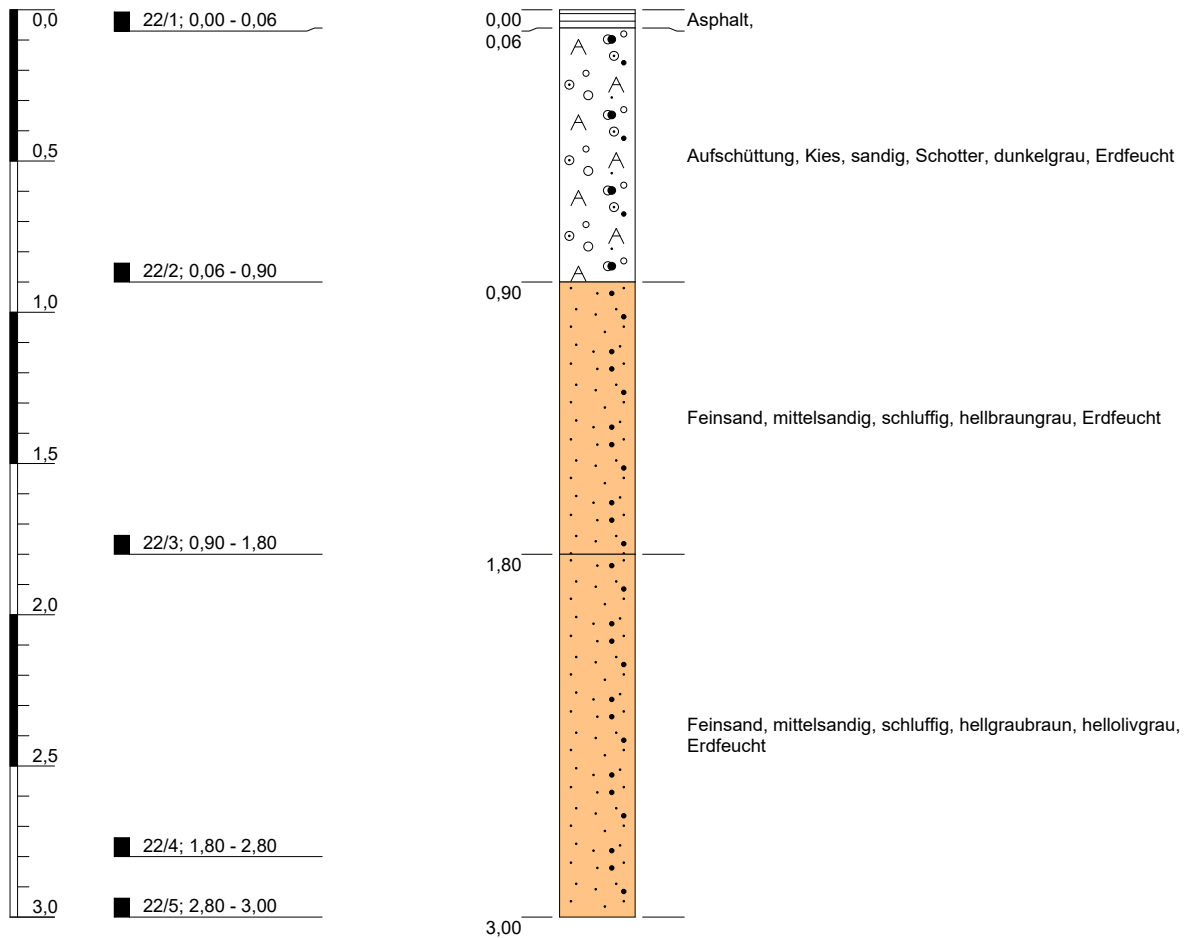 0,0
22/1; 0,00 - 0,06
0,00
0,06
Asphalt,
0,5
Aufschüttung, Kies, sandig, Schotter, dunkelgrau, Erdfeucht
22/2; 0,06 - 0,90
0,90
1,0
Feinsand, mittelsandig, schluffig, hellbraungrau, Erdfeucht
1,5
22/3; 0,90 - 1,80
1,80
2,0
Feinsand, mittelsandig, schluffig, hellgraubraun, hellolivgrau,
Erdfeucht
2,5
22/4; 1,80 - 2,80
22/5; 2,80 - 3,00
3,0
3,00